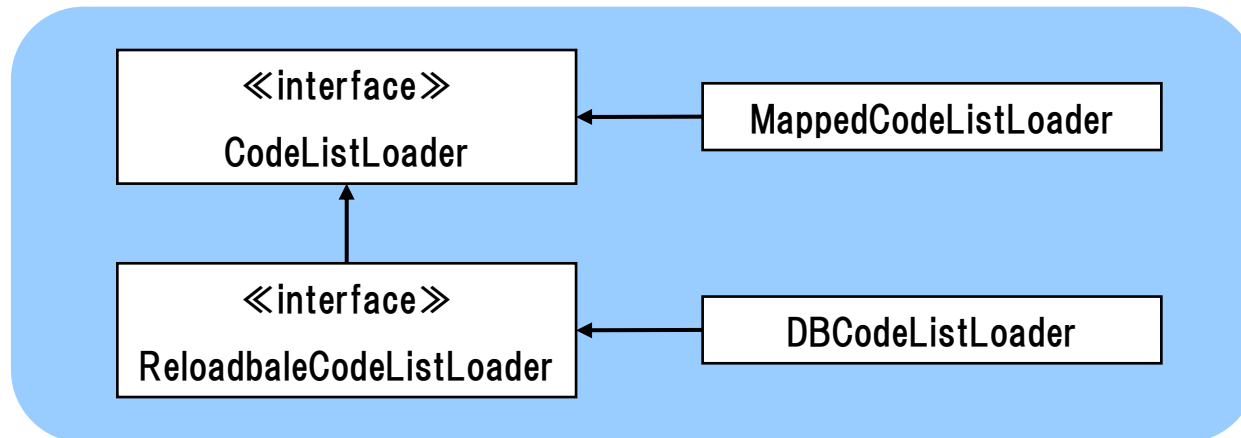 ≪interface≫
CodeListLoader
MappedCodeListLoader
≪interface≫
ReloadbaleCodeListLoader
DBCodeListLoader